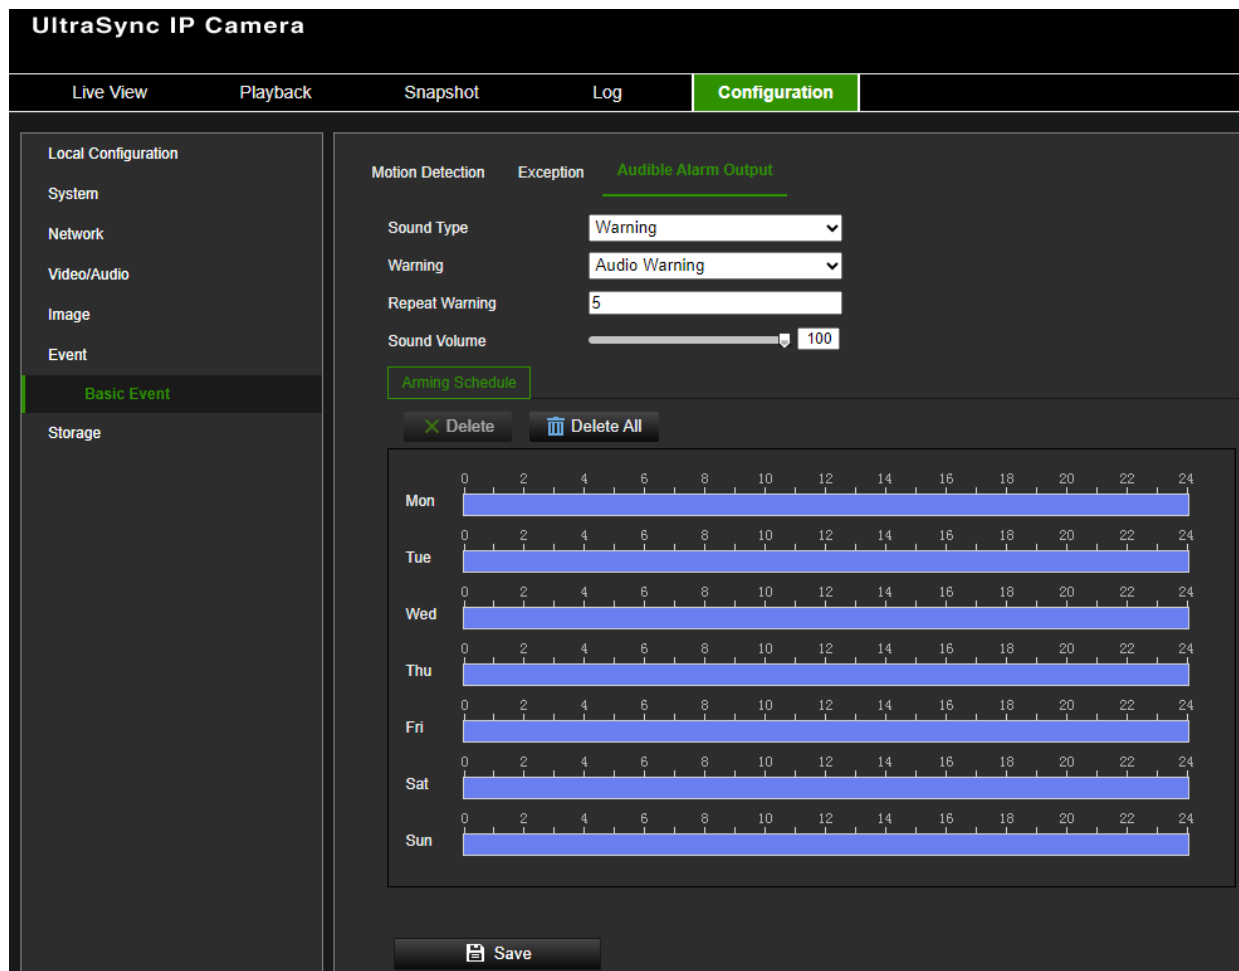 UltraSync IP Camera
Live View Playback Snapshot Log Configuration
Local Configuration
System
Network
Video/Audio
Image
Event
Basic Event
Storage
Motion Detection Exception Audible Alarm Output
Sound Type Warning
Warning Audio Warning
Repeat Warning 5
Sound Volume 100
Arming Schedule
Delete Delete All
0 2 4 6 8 10 12 14 16 18 20 22 24
Mon
0 2 4 6 8 10 12 14 16 18 20 22 24
Tue
0 2 4 6 8 10 12 14 16 18 20 22 24
Wed
0 2 4 6 8 10 12 14 16 18 20 22 24
Thu
0 2 4 6 8 10 12 14 16 18 20 22 24
Fri
0 2 4 6 8 10 12 14 16 18 20 22 24
Sat
0 2 4 6 8 10 12 14 16 18 20 22 24
Sun
Save